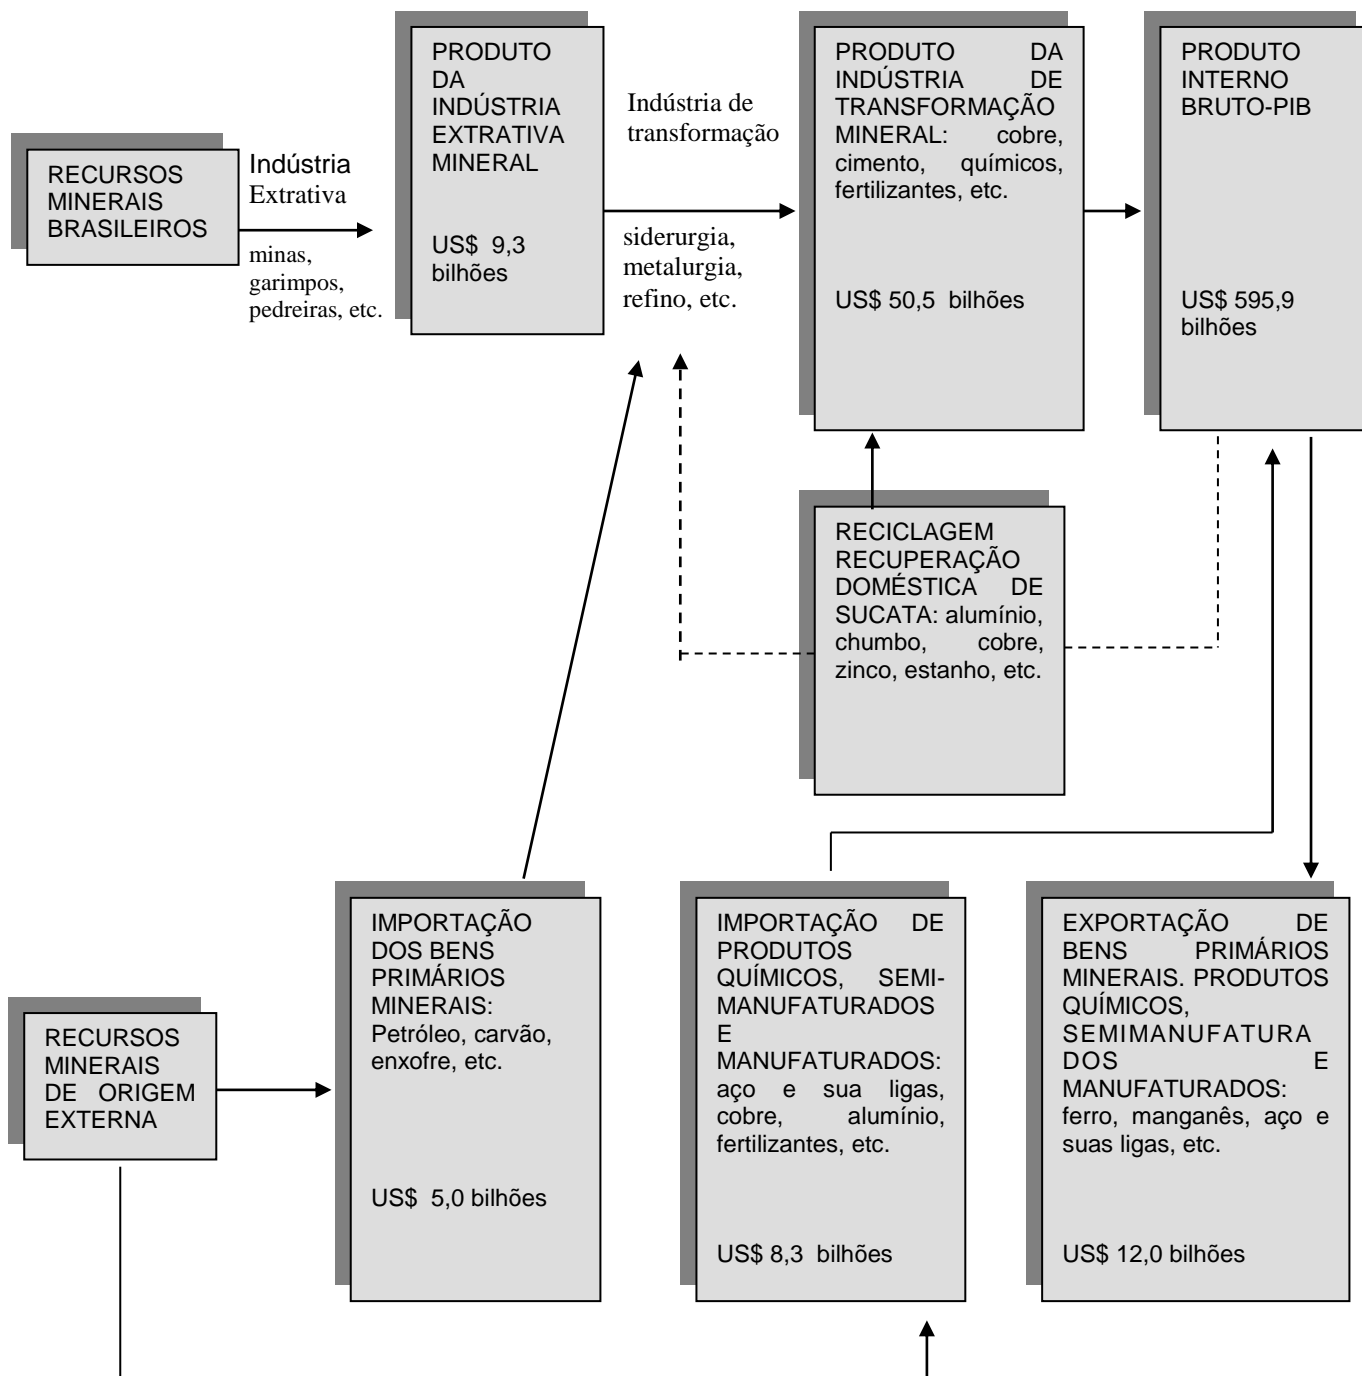 RECURSOS
MINERAIS
BRASILEIROS
Indústria
Extrativa
minas,
garimpos,
pedreiras, etc.
PRODUTO
DA
INDÚSTRIA
EXTRATIVA
MINERAL
US$ 9,3
bilhões
Indústria de
transformação
siderurgia,
metalurgia,
refino, etc.
PRODUTO DA
INDÚSTRIA DE
TRANSFORMAÇÃO
MINERAL: cobre,
cimento, químicos,
fertilizantes, etc.
US$ 50,5 bilhões
PRODUTO
INTERNO
BRUTO-PIB
US$ 595,9
bilhões
RECICLAGEM
RECUPERAÇÃO
DOMÉSTICA DE
SUCATA: alumínio,
chumbo, cobre,
zinco, estanho, etc.
RECURSOS
MINERAIS
DE ORIGEM
EXTERNA
IMPORTAÇÃO
DOS BENS
PRIMÁRIOS
MINERAIS:
Petróleo, carvão,
enxofre, etc.
US$ 5,0 bilhões
IMPORTAÇÃO DE
PRODUTOS
QUÍMICOS, SEMI-
MANUFATURADOS
E
MANUFATURADOS:
aço e sua ligas,
cobre, alumínio,
fertilizantes, etc.
US$ 8,3 bilhões
EXPORTAÇÃO DE
BENS PRIMÁRIOS
MINERAIS. PRODUTOS
QUÍMICOS,
SEMIMANUFATURA
DOS E
MANUFATURADOS:
ferro, manganês, aço e
suas ligas, etc.
US$ 12,0 bilhões